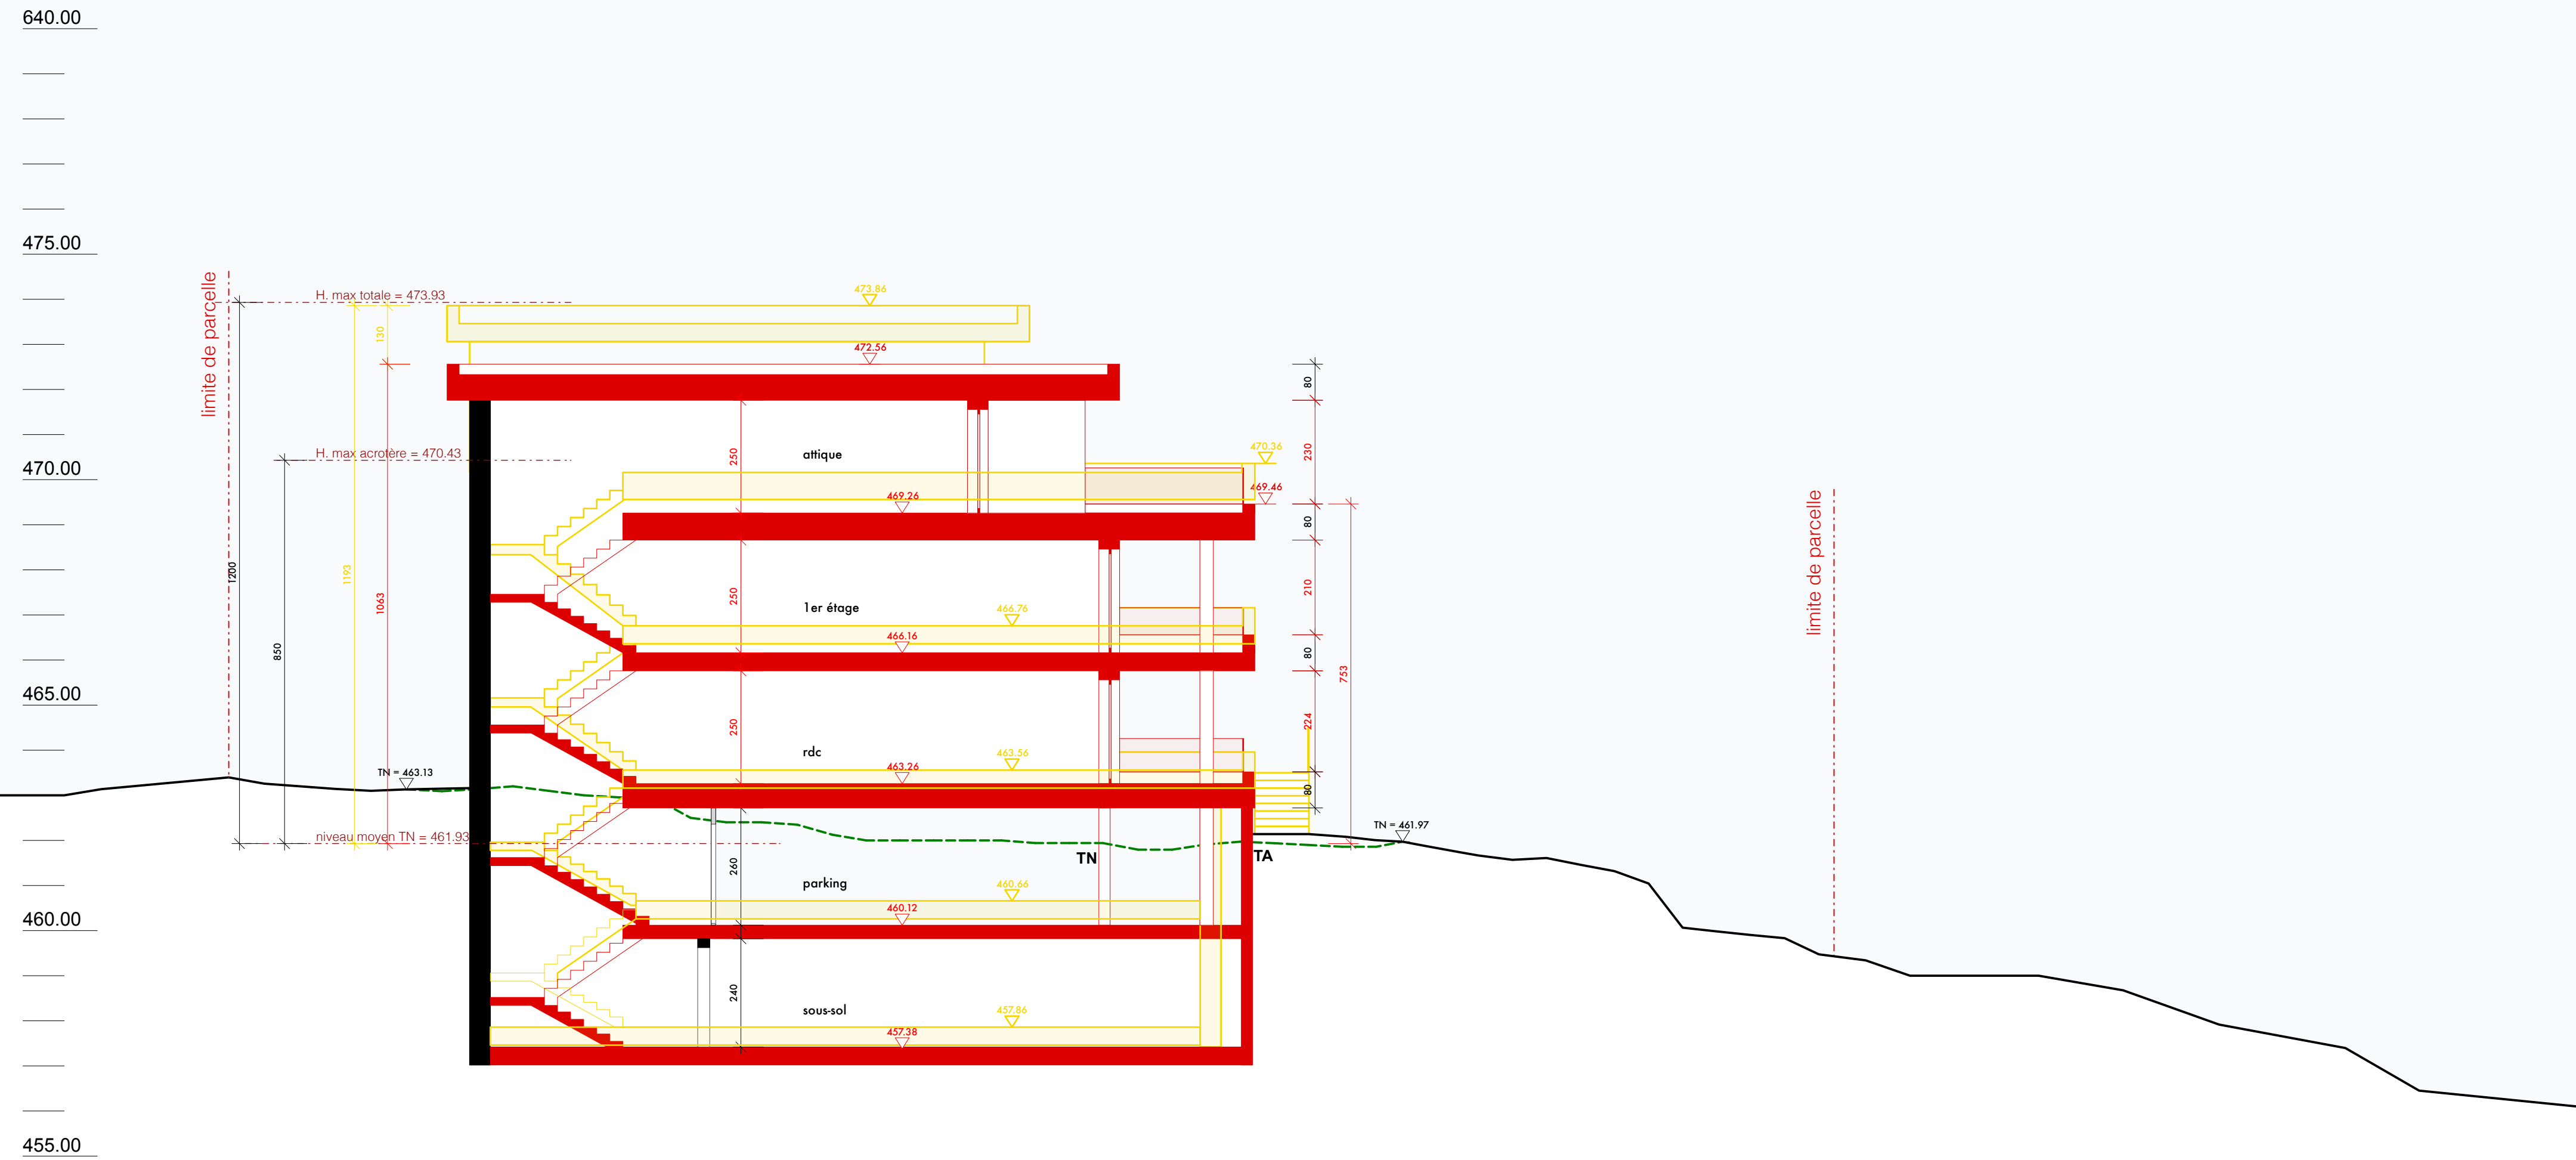 640.00
475.00
470.00
465.00
460.00
455.00
limite de parcelle
H. max totale = 473.93
130
1193
1063
1200
850
H. max acrotère = 470.43
TN = 463.13
niveau moyen TN = 461.93
473.86
472.56
250
attique
469.26
470.36
469.46
250
1er étage
466.76
466.16
250
rdc
463.56
463.26
260
parking
460.66
460.12
240
sous-sol
457.86
457.38
TN
TA
80
230
80
210
80
224
80
753
TN = 461.97
limite de parcelle